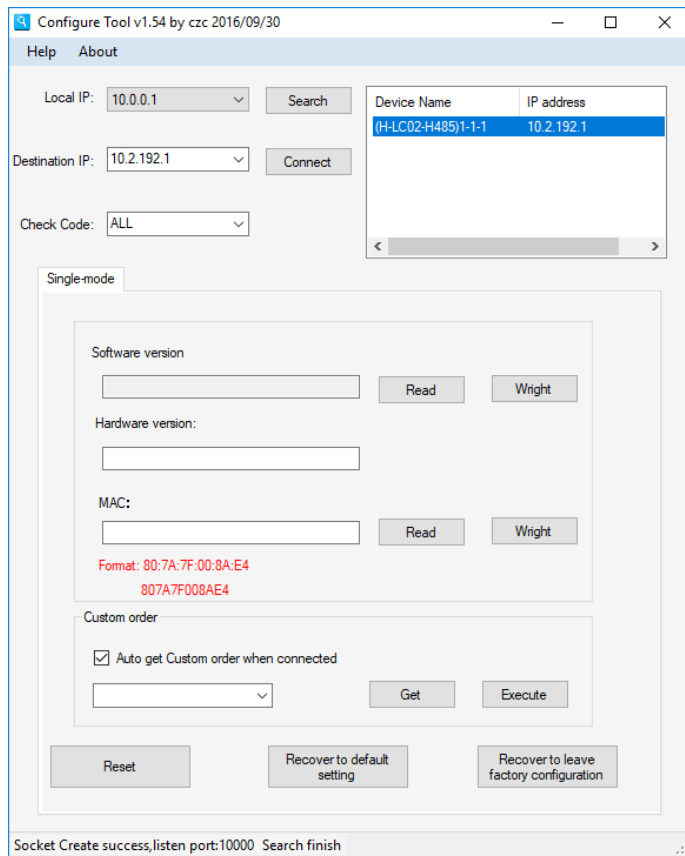 Configure Tool v1.54 by czc 2016/09/30
Help About
Local IP: 10.0.0.1 Search
Device Name IP address
(H-LC02-H485)1-1-1 10.2.192.1
Destination IP: 10.2.192.1 Connect
Check Code: ALL
Single-mode
Software version
Read Wright
Hardware version:
MAC:
Read Wright
Format: 80:7A:7F:00:8A:E4
807A7F008AE4
Custom order
Auto get Custom order when connected
Get Execute
Reset
Recover to default
setting
Recover to leave
factory configuration
Socket Create success,listen port:10000 Search finish